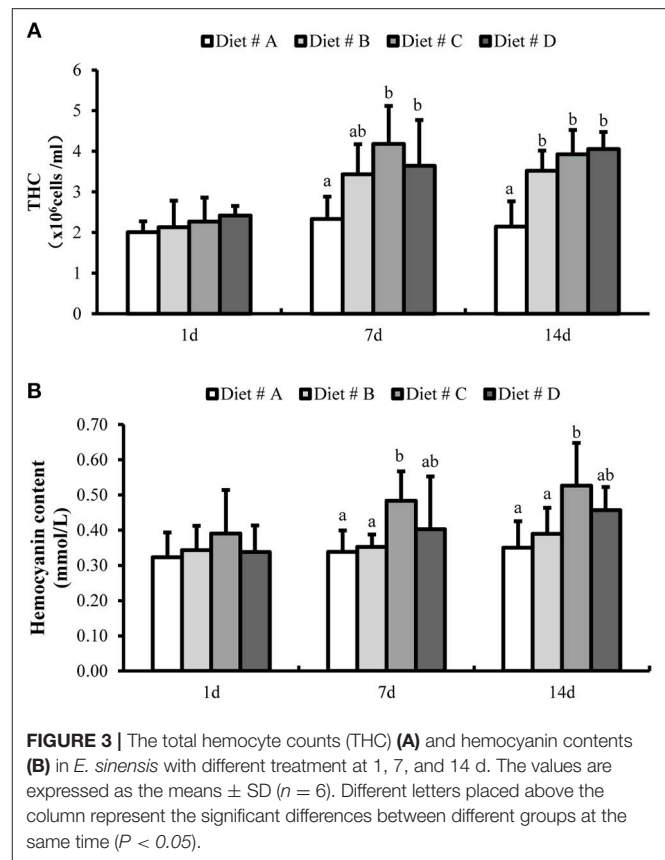 A
Diet # A Diet # B Diet # C Diet # D
THC
(x10⁶cells /ml)
6
5
4
3
2
1
0
a ab b b
a b b b
1d 7d 14d
B
Diet # A Diet # B Diet # C Diet # D
Hemocyanin content
(mmol/L)
0.70
0.60
0.50
0.40
0.30
0.20
0.10
0.00
a a b ab
a a b ab
1d 7d 14d
FIGURE 3 | The total hemocyte counts (THC) (A) and hemocyanin contents
(B) in E. sinensis with different treatment at 1, 7, and 14 d. The values are
expressed as the means ± SD (n = 6). Different letters placed above the
column represent the significant differences between different groups at the
same time (P < 0.05).